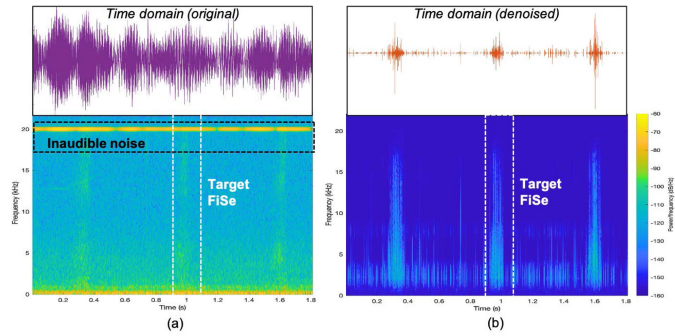 Time domain (original)
Time domain (denoised)
Frequency (kHz)
20
15
10
5
0
Inaudible noise
Target
FiSe
0.2 0.4 0.6 0.8 1 1.2 1.4 1.6 1.8
Time (s)
(a)
Frequency (kHz)
20
15
10
5
0
Target
FiSe
0.2 0.4 0.6 0.8 1 1.2 1.4 1.6 1.8
Time (s)
(b)
-60
-70
-80
-90
-100
-110
-120
-130
-140
-150
-160
Power/frequency (dB/Hz)